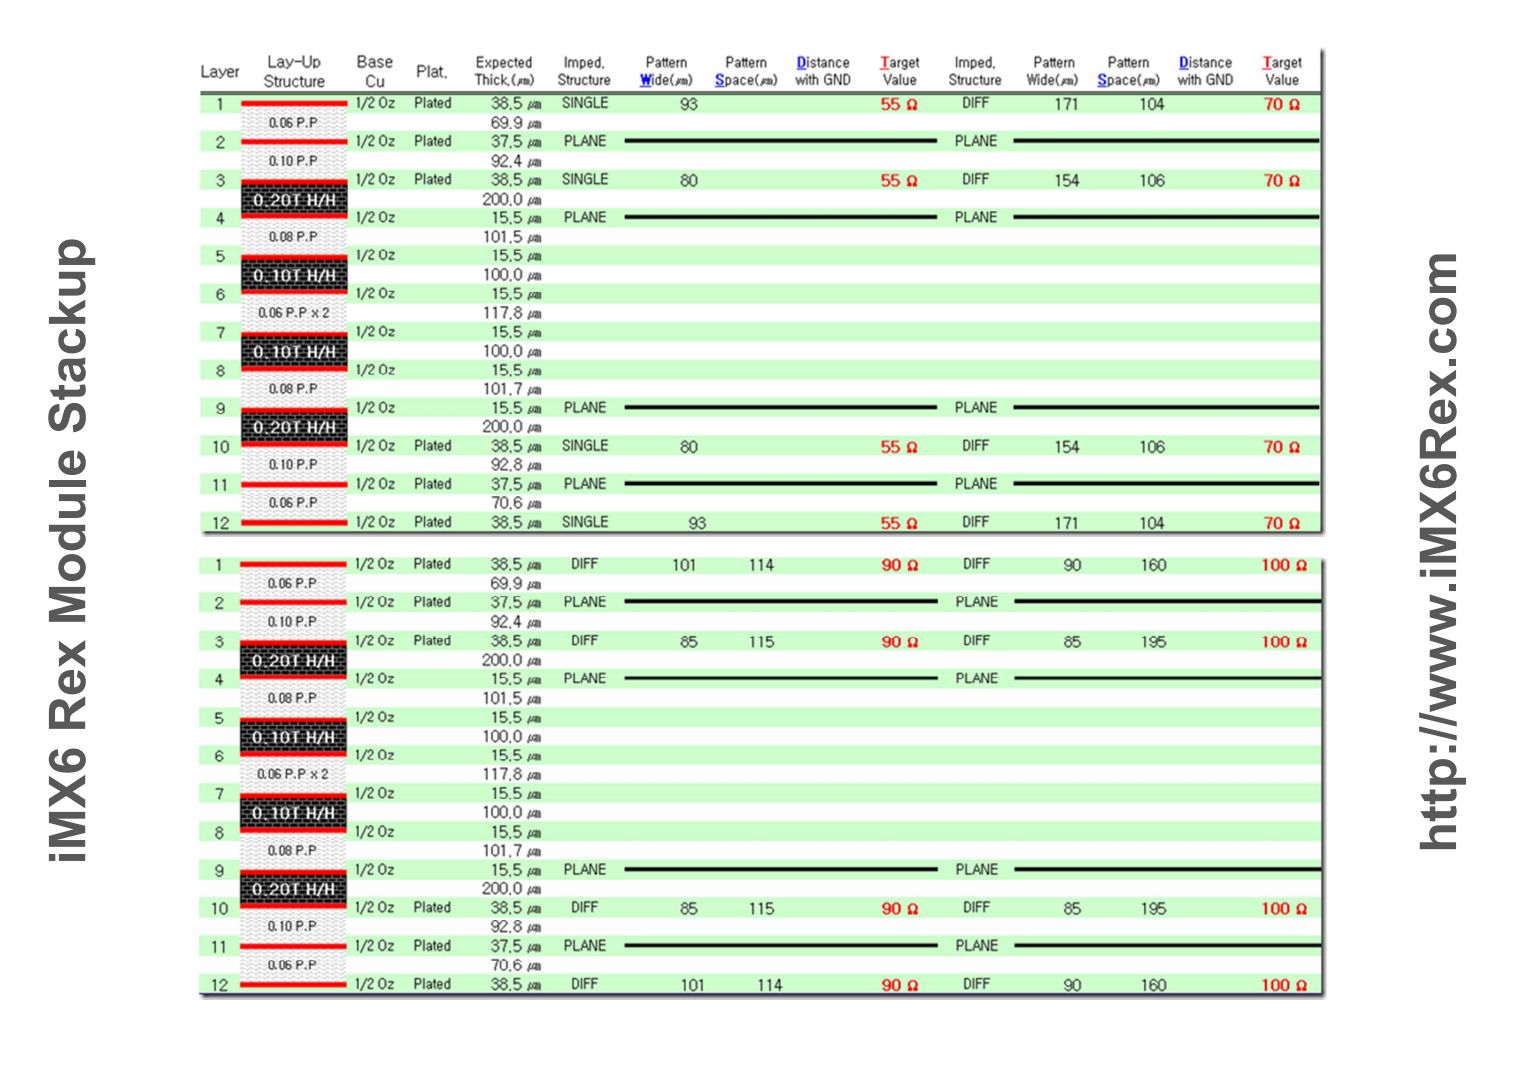 iMX6 Rex Module Stackup
Layer Lay-Up Structure Base Cu Plat. Expected Thick.(㎛) Imped. Structure Pattern Wide(㎛) Pattern Space(㎛) Distance with GND Target Value Imped. Structure Pattern Wide(㎛) Pattern Space(㎛) Distance with GND Target Value
1 1/2 Oz Plated 38.5 ㎛ SINGLE 93 55 Ω DIFF 171 104 70 Ω
0.06 P.P 69.9 ㎛
2 1/2 Oz Plated 37.5 ㎛ PLANE PLANE
0.10 P.P 92.4 ㎛
3 1/2 Oz Plated 38.5 ㎛ SINGLE 80 55 Ω DIFF 154 106 70 Ω
0.20T H/H 200.0 ㎛
4 1/2 Oz 15.5 ㎛ PLANE PLANE
0.08 P.P 101.5 ㎛
5 1/2 Oz 15.5 ㎛
0.10T H/H 100.0 ㎛
6 1/2 Oz 15.5 ㎛
0.06 P.P x 2 117.8 ㎛
7 1/2 Oz 15.5 ㎛
0.10T H/H 100.0 ㎛
8 1/2 Oz 15.5 ㎛
0.08 P.P 101.7 ㎛
9 1/2 Oz 15.5 ㎛ PLANE PLANE
0.20T H/H 200.0 ㎛
10 1/2 Oz Plated 38.5 ㎛ SINGLE 80 55 Ω DIFF 154 106 70 Ω
0.10 P.P 92.8 ㎛
11 1/2 Oz Plated 37.5 ㎛ PLANE PLANE
0.06 P.P 70.6 ㎛
12 1/2 Oz Plated 38.5 ㎛ SINGLE 93 55 Ω DIFF 171 104 70 Ω
1 1/2 Oz Plated 38.5 ㎛ DIFF 101 114 90 Ω DIFF 90 160 100 Ω
0.06 P.P 69.9 ㎛
2 1/2 Oz Plated 37.5 ㎛ PLANE PLANE
0.10 P.P 92.4 ㎛
3 1/2 Oz Plated 38.5 ㎛ DIFF 85 115 90 Ω DIFF 85 195 100 Ω
0.20T H/H 200.0 ㎛
4 1/2 Oz 15.5 ㎛ PLANE PLANE
0.08 P.P 101.5 ㎛
5 1/2 Oz 15.5 ㎛
0.10T H/H 100.0 ㎛
6 1/2 Oz 15.5 ㎛
0.06 P.P x 2 117.8 ㎛
7 1/2 Oz 15.5 ㎛
0.10T H/H 100.0 ㎛
8 1/2 Oz 15.5 ㎛
0.08 P.P 101.7 ㎛
9 1/2 Oz 15.5 ㎛ PLANE PLANE
0.20T H/H 200.0 ㎛
10 1/2 Oz Plated 38.5 ㎛ DIFF 85 115 90 Ω DIFF 85 195 100 Ω
0.10 P.P 92.8 ㎛
11 1/2 Oz Plated 37.5 ㎛ PLANE PLANE
0.06 P.P 70.6 ㎛
12 1/2 Oz Plated 38.5 ㎛ DIFF 101 114 90 Ω DIFF 90 160 100 Ω
http://www.iMX6Rex.com